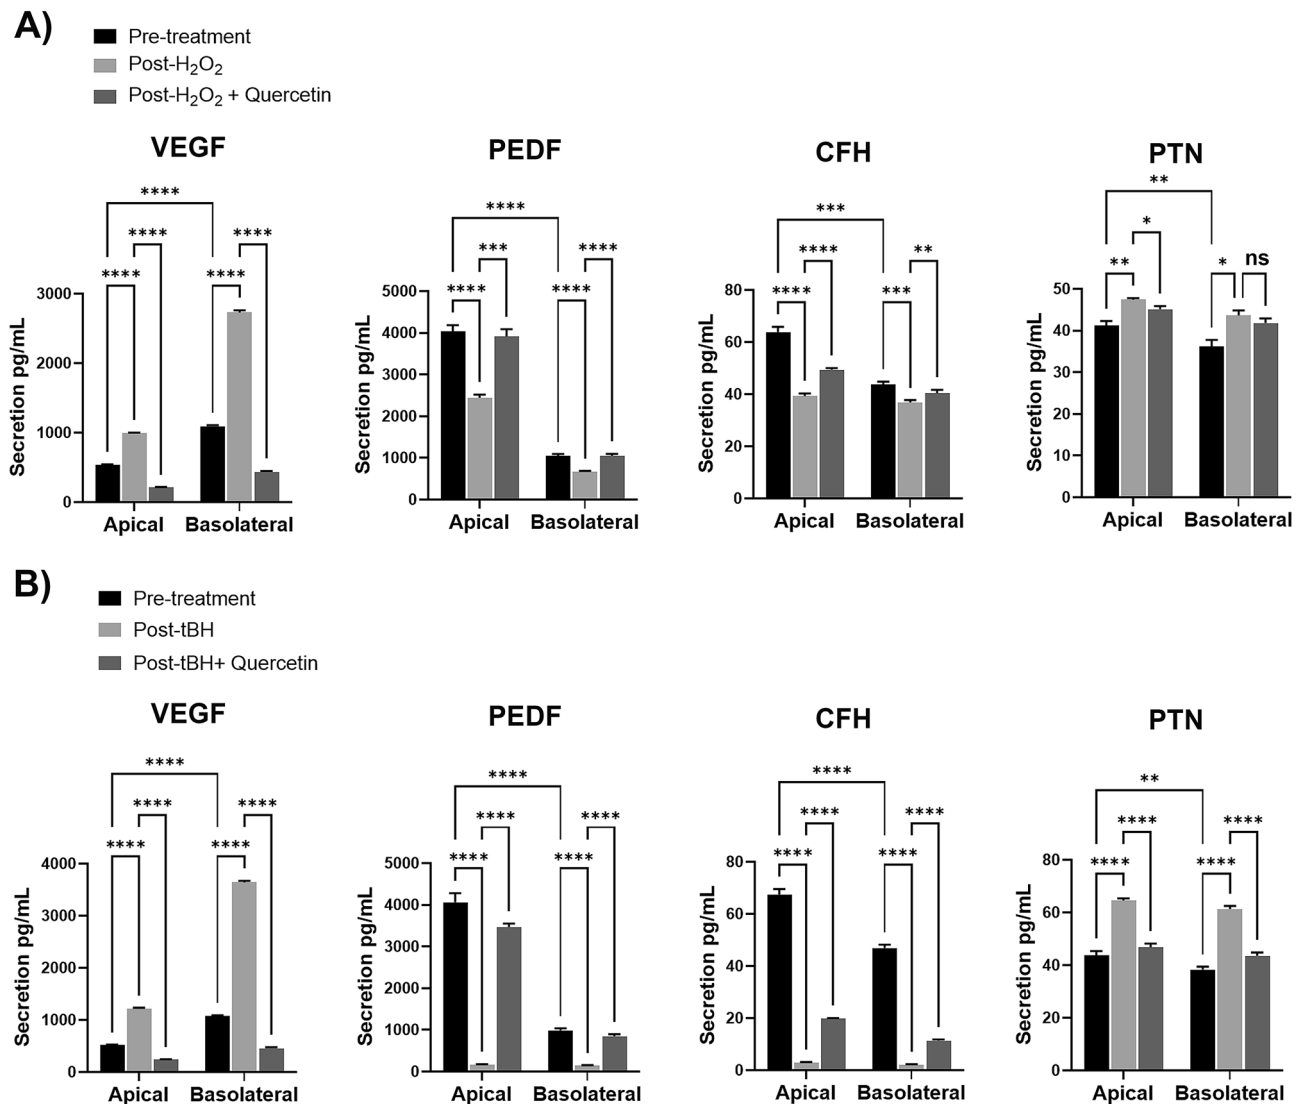 A)
Pre-treatment
Post-H₂O₂
Post-H₂O₂ + Quercetin
VEGF
****
****
****
****
****
Secretion pg/mL
3000
2000
1000
0
Apical
Basolateral
PEDF
****
***
****
****
****
Secretion pg/mL
5000
4000
3000
2000
1000
0
Apical
Basolateral
CFH
***
****
**
****
***
Secretion pg/mL
80
60
40
20
0
Apical
Basolateral
PTN
**
*
**
*
ns
Secretion pg/mL
50
40
30
20
10
0
Apical
Basolateral
B)
Pre-treatment
Post-tBH
Post-tBH+ Quercetin
VEGF
****
****
****
****
****
Secretion pg/mL
4000
3000
2000
1000
0
Apical
Basolateral
PEDF
****
****
****
****
****
Secretion pg/mL
5000
4000
3000
2000
1000
0
Apical
Basolateral
CFH
****
****
****
****
****
Secretion pg/mL
80
60
40
20
0
Apical
Basolateral
PTN
**
****
****
****
****
Secretion pg/mL
80
60
40
20
0
Apical
Basolateral